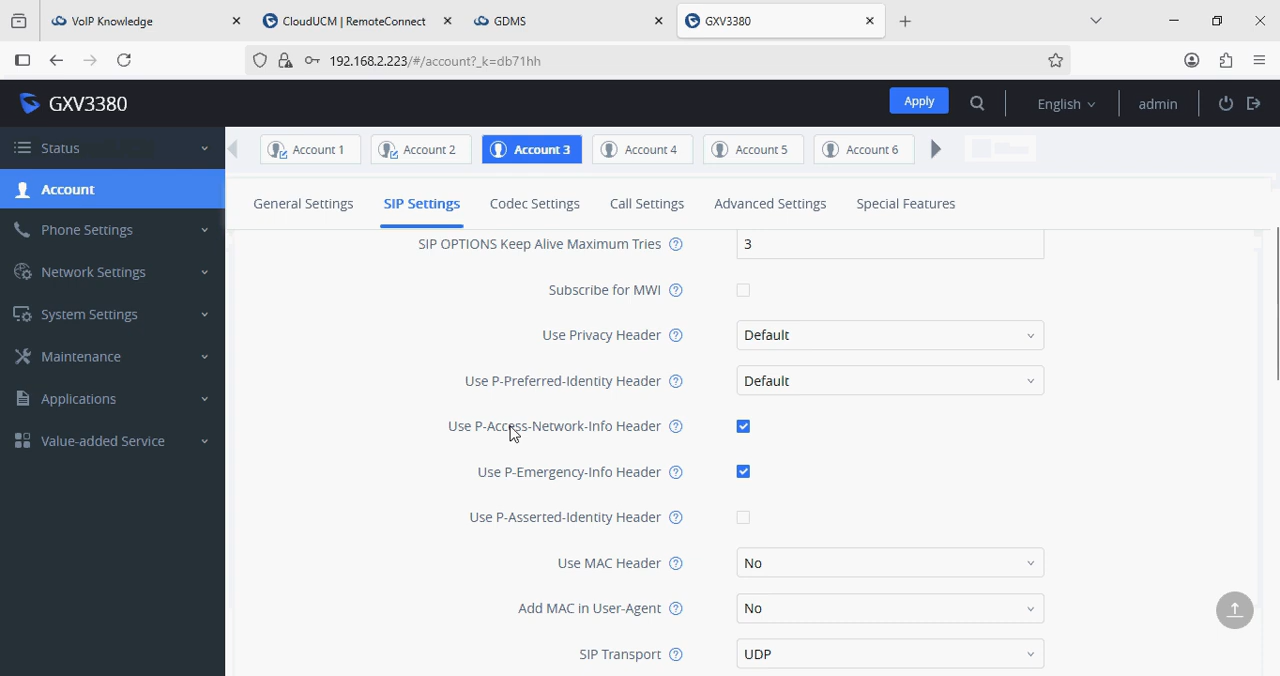 VoIP Knowledge
CloudUCM | RemoteConnect
GDMS
GXV3380
192.168.2.223/#/account?_k=db71hh
GXV3380
Apply
English
admin
Status
Account
Phone Settings
Network Settings
System Settings
Maintenance
Applications
Value-added Service
Account 1
Account 2
Account 3
Account 4
Account 5
Account 6
General Settings
SIP Settings
Codec Settings
Call Settings
Advanced Settings
Special Features
SIP OPTIONS Keep Alive Maximum Tries ? 3
Subscribe for MWI ?
Use Privacy Header ? Default
Use P-Preferred-Identity Header ? Default
Use P-Access-Network-Info Header ?
Use P-Emergency-Info Header ?
Use P-Asserted-Identity Header ?
Use MAC Header ? No
Add MAC in User-Agent ? No
SIP Transport ? UDP